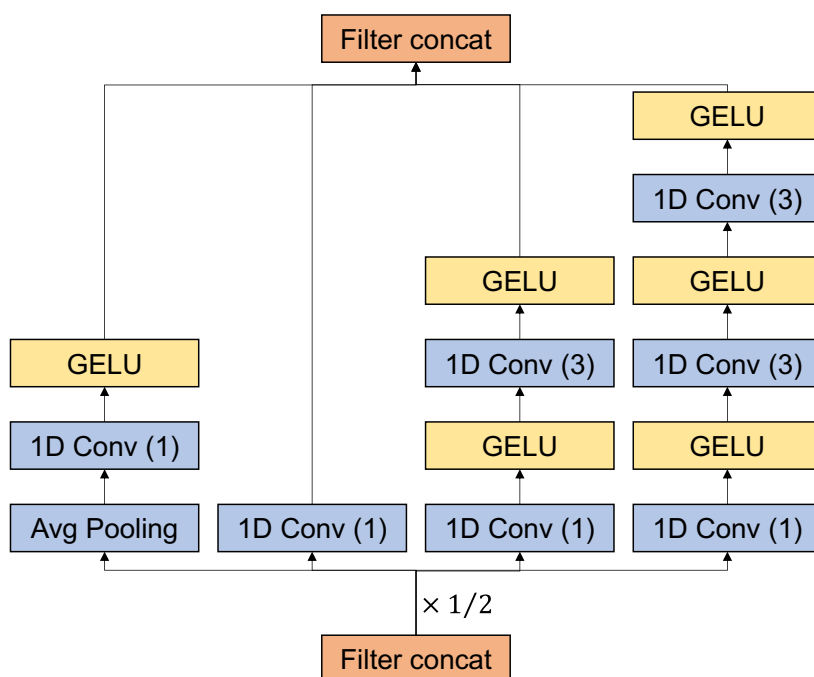 Filter concat
GELU
1D Conv (3)
GELU
GELU
GELU
1D Conv (3)
1D Conv (3)
1D Conv (1)
GELU
GELU
Avg Pooling
1D Conv (1)
1D Conv (1)
1D Conv (1)
× 1/2
Filter concat